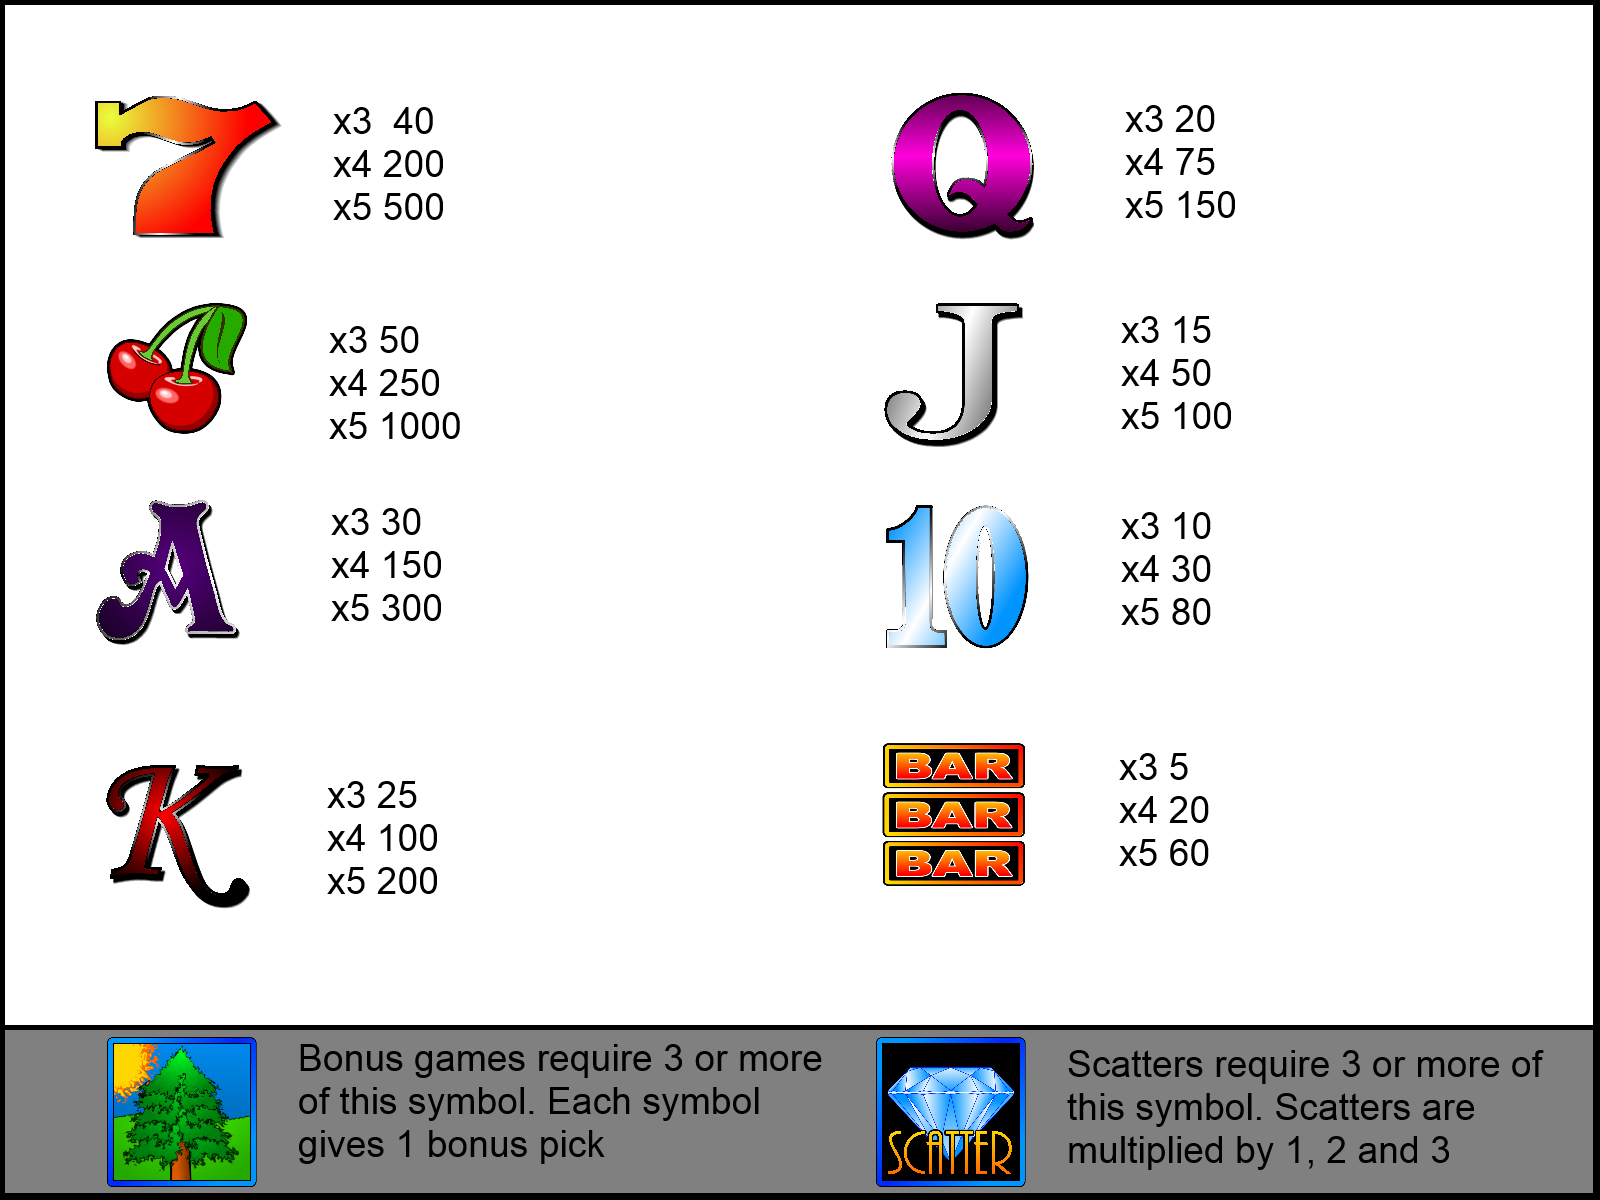 7
x3 40
x4 200
x5 500
x3 50
x4 250
x5 1000
A
x3 30
x4 150
x5 300
K
x3 25
x4 100
x5 200
Q
x3 20
x4 75
x5 150
J
x3 15
x4 50
x5 100
10
x3 10
x4 30
x5 80
BAR
BAR
BAR
x3 5
x4 20
x5 60
Bonus games require 3 or more
of this symbol. Each symbol
gives 1 bonus pick
SCATTER
Scatters require 3 or more of
this symbol. Scatters are
multiplied by 1, 2 and 3